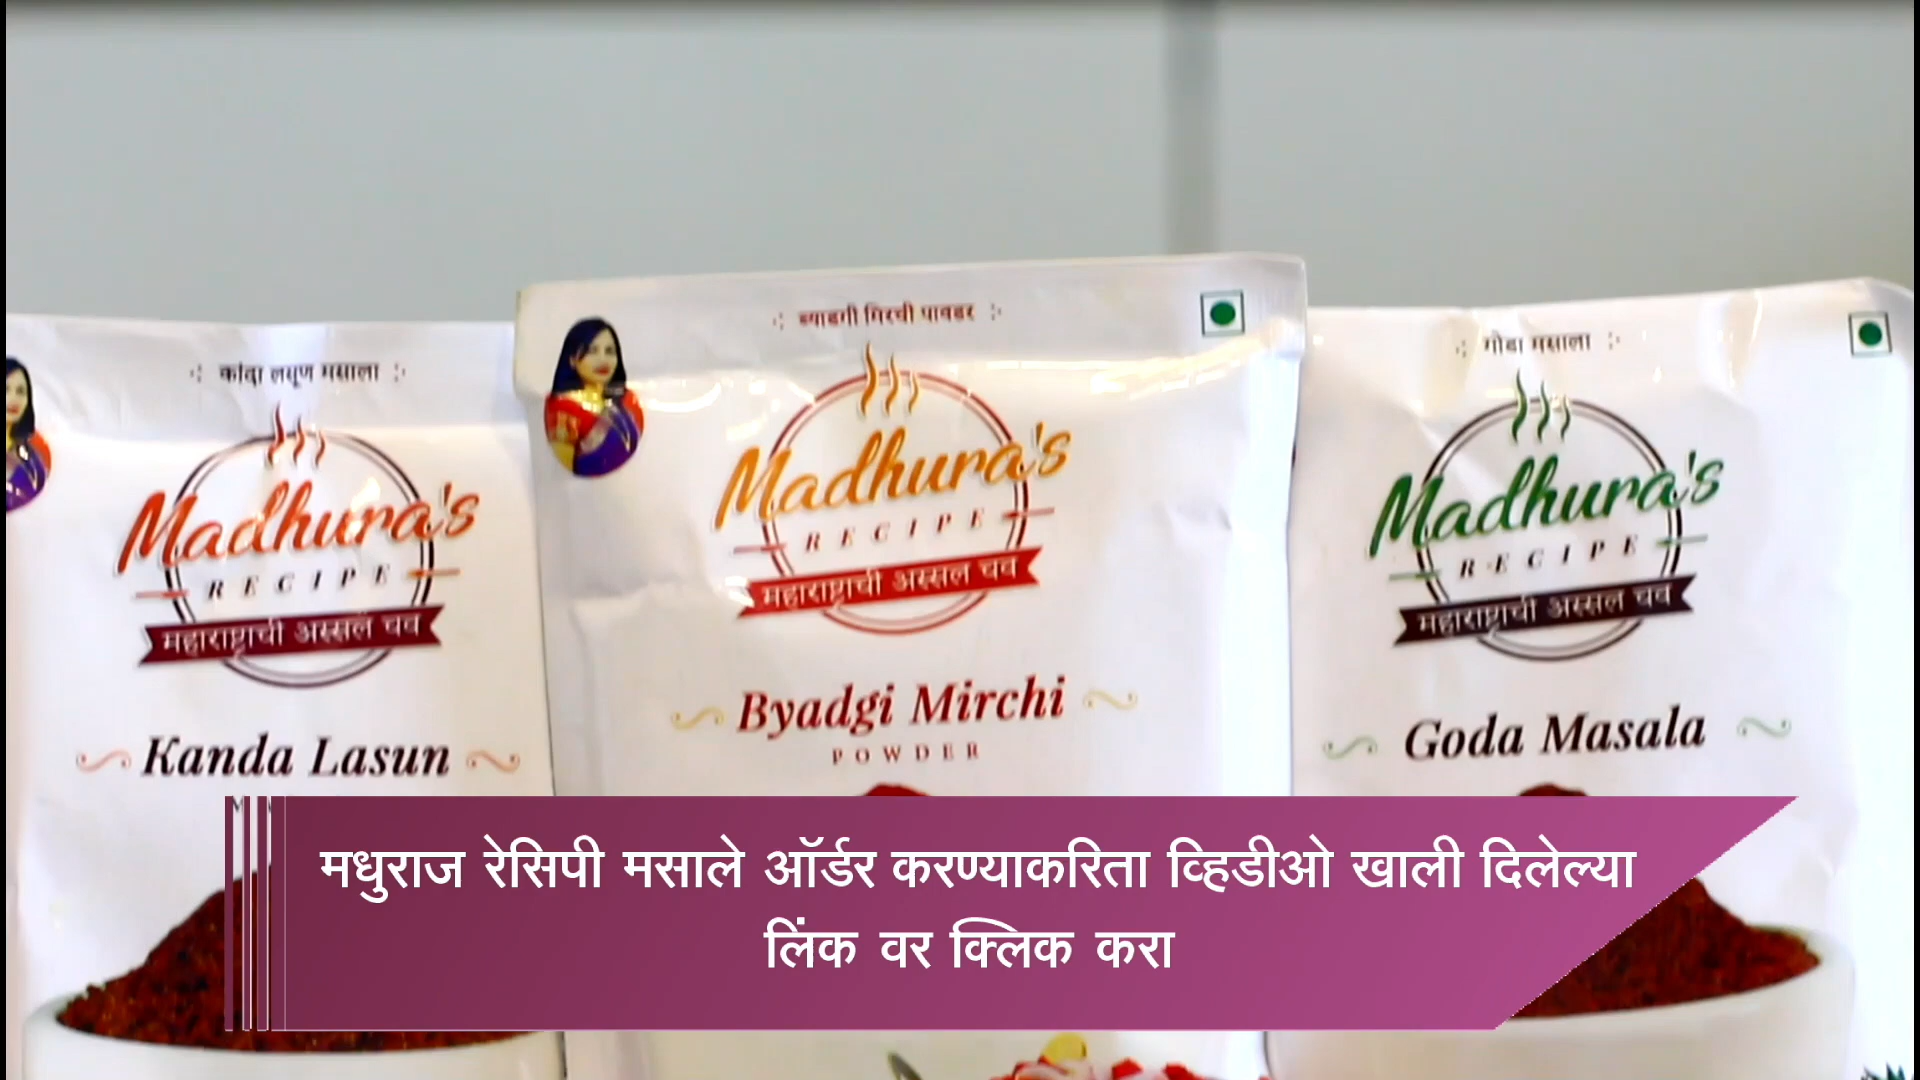 कांदा लसूण मसाला
Madhura's
RECIPE
महाराष्ट्राची अस्सल चव
Kanda Lasun
ब्याडगी मिरची पावडर
Madhura's
RECIPE
महाराष्ट्राची अस्सल चव
Byadgi Mirchi
POWDER
गोडा मसाला
Madhura's
RECIPE
महाराष्ट्राची अस्सल चव
Goda Masala
मधुराज रेसिपी मसाले ऑर्डर करण्याकरिता व्हिडीओ खाली दिलेल्या
लिंक वर क्लिक करा